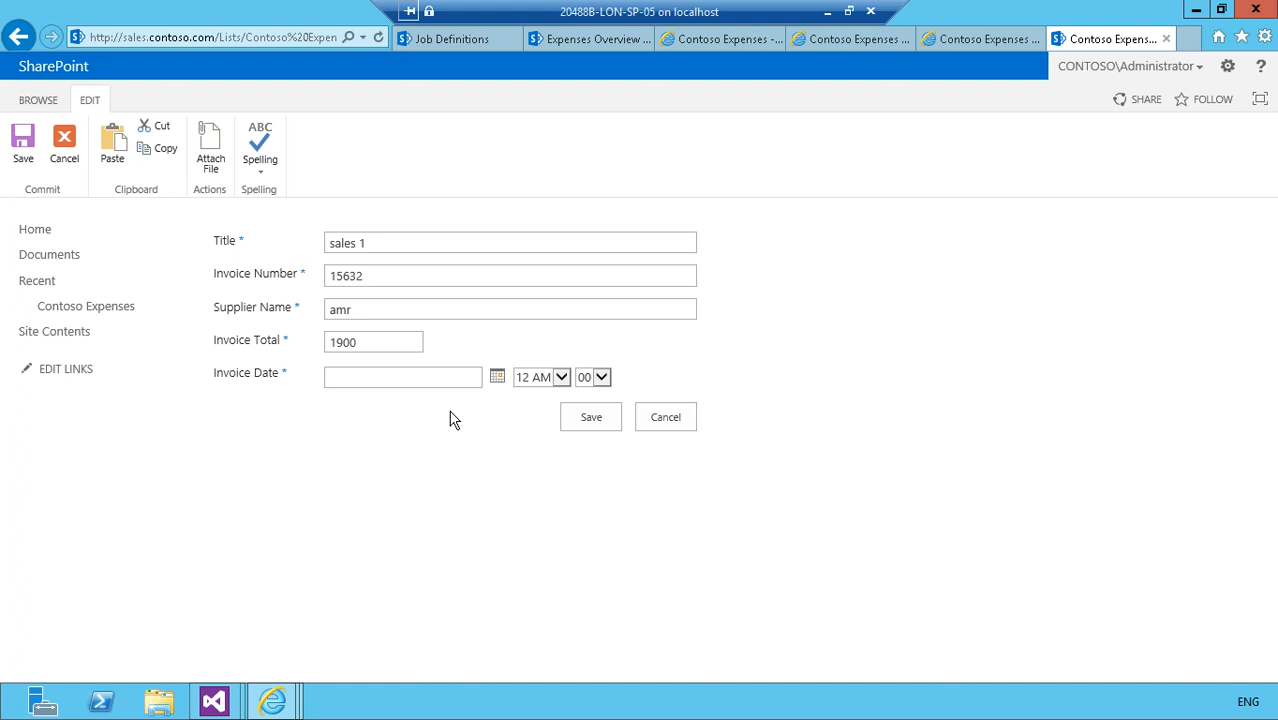 20488B-LON-SP-05 on localhost
http://sales.contoso.com/Lists/Contoso%20Expen
Job Definitions
Expenses Overview ...
Contoso Expenses -...
Contoso Expenses ...
Contoso Expenses ...
Contoso Expens...
SharePoint
CONTOSO\Administrator
?
BROWSE
EDIT
SHARE
FOLLOW
Save
Cancel
Paste
Cut
Copy
Attach File
ABC
Spelling
Commit
Clipboard
Actions
Spelling
Home
Documents
Recent
Contoso Expenses
Site Contents
EDIT LINKS
Title *
sales 1
Invoice Number *
15632
Supplier Name *
amr
Invoice Total *
1900
Invoice Date *
12 AM
00
Save
Cancel
ENG